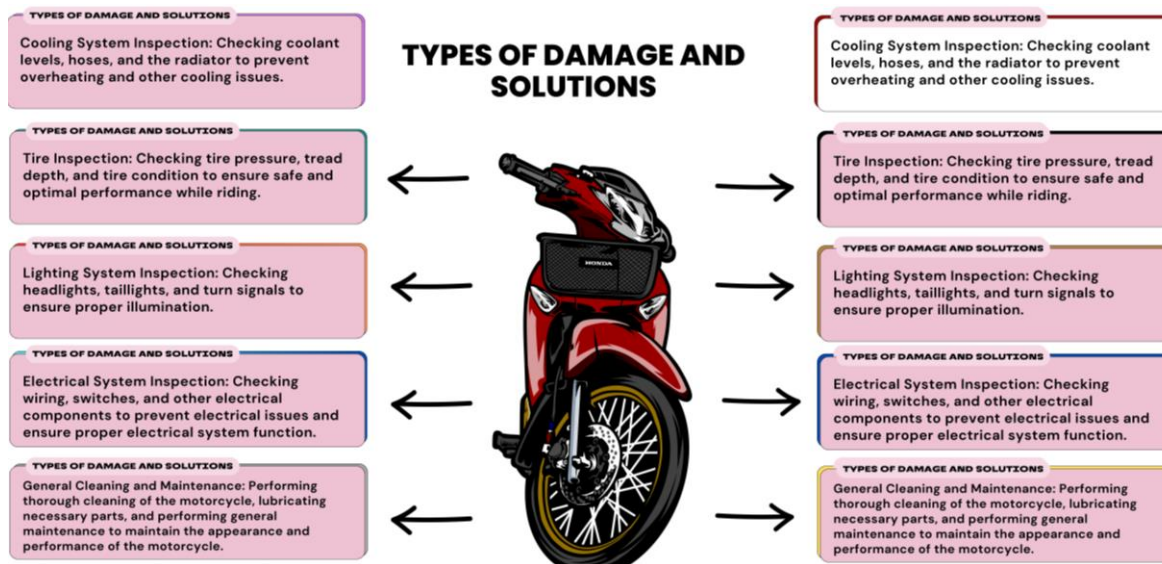 TYPES OF DAMAGE AND SOLUTIONS
Cooling System Inspection: Checking coolant
levels, hoses, and the radiator to prevent
overheating and other cooling issues.
TYPES OF DAMAGE AND SOLUTIONS
Tire Inspection: Checking tire pressure, tread
depth, and tire condition to ensure safe and
optimal performance while riding.
TYPES OF DAMAGE AND SOLUTIONS
Lighting System Inspection: Checking
headlights, taillights, and turn signals to
ensure proper illumination.
TYPES OF DAMAGE AND SOLUTIONS
Electrical System Inspection: Checking
wiring, switches, and other electrical
components to prevent electrical issues and
ensure proper electrical system function.
TYPES OF DAMAGE AND SOLUTIONS
General Cleaning and Maintenance: Performing
thorough cleaning of the motorcycle, lubricating
necessary parts, and performing general
maintenance to maintain the appearance and
performance of the motorcycle.
TYPES OF DAMAGE AND
SOLUTIONS
HONDA
TYPES OF DAMAGE AND SOLUTIONS
Cooling System Inspection: Checking coolant
levels, hoses, and the radiator to prevent
overheating and other cooling issues.
TYPES OF DAMAGE AND SOLUTIONS
Tire Inspection: Checking tire pressure, tread
depth, and tire condition to ensure safe and
optimal performance while riding.
TYPES OF DAMAGE AND SOLUTIONS
Lighting System Inspection: Checking
headlights, taillights, and turn signals to
ensure proper illumination.
TYPES OF DAMAGE AND SOLUTIONS
Electrical System Inspection: Checking
wiring, switches, and other electrical
components to prevent electrical issues and
ensure proper electrical system function.
TYPES OF DAMAGE AND SOLUTIONS
General Cleaning and Maintenance: Performing
thorough cleaning of the motorcycle, lubricating
necessary parts, and performing general
maintenance to maintain the appearance and
performance of the motorcycle.